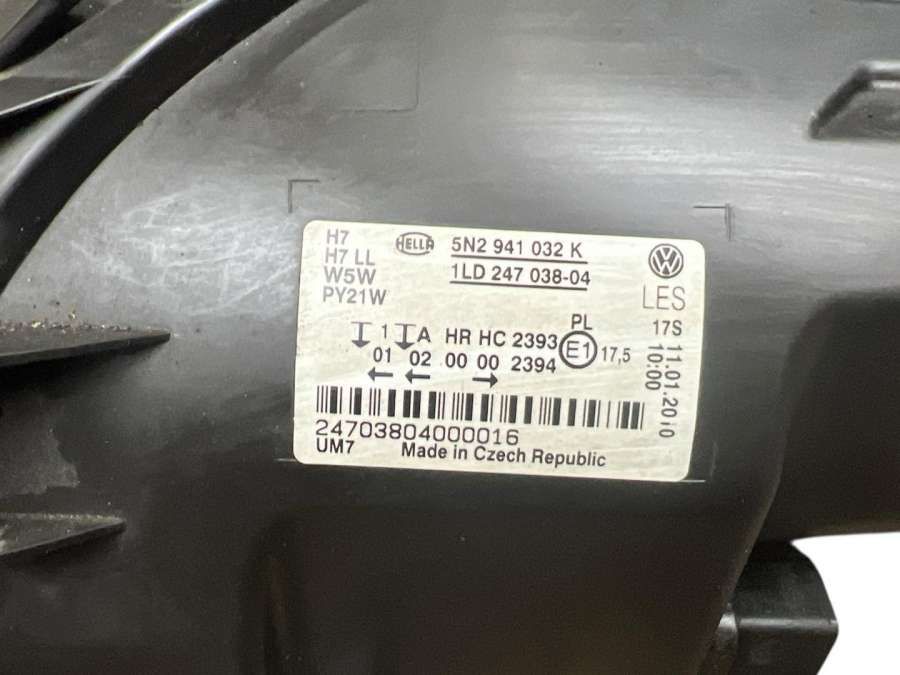 H7
H7 LL
W5W
PY21W
HELLA
5N2 941 032 K
1LD 247 038-04
VW
LES
17S 11.01.2010
10:00
1 A HR HC 2393 PL
01 02 00 00 2394 E1 17,5
24703804000016
UM7 Made in Czech Republic